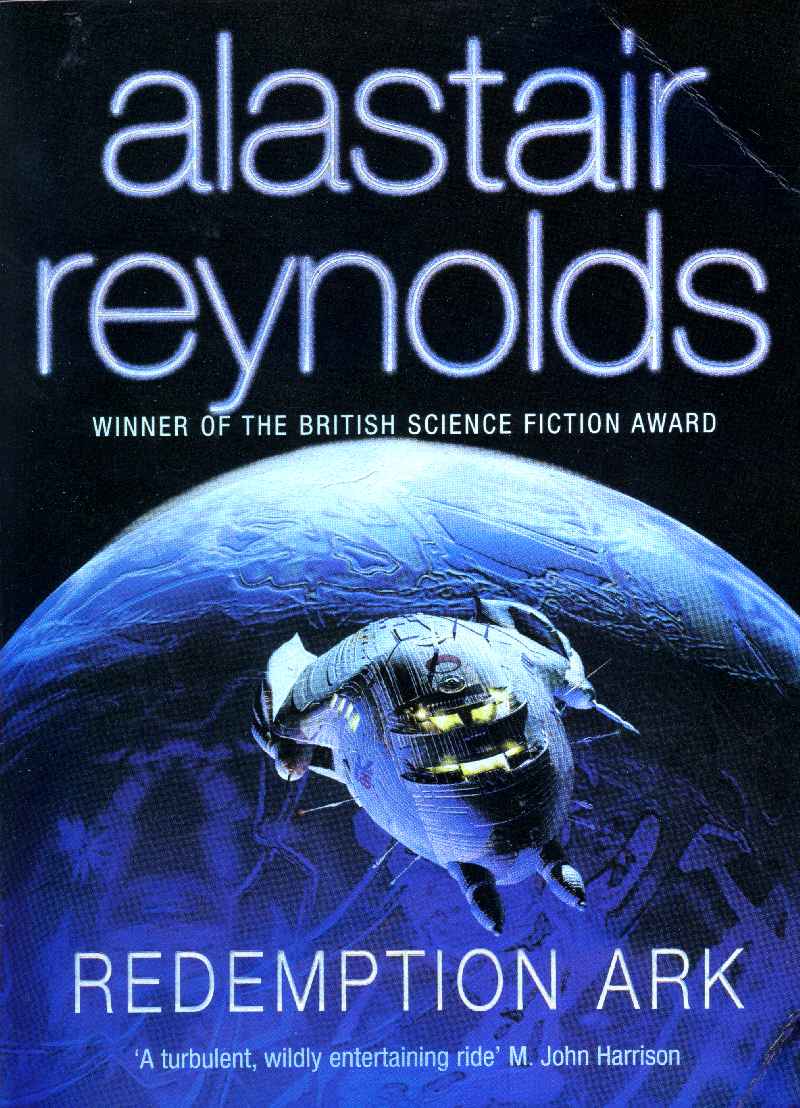 alastair
reynolds
WINNER OF THE BRITISH SCIENCE FICTION AWARD
REDEMPTION ARK
'A turbulent, wildly entertaining ride' M. John Harrison